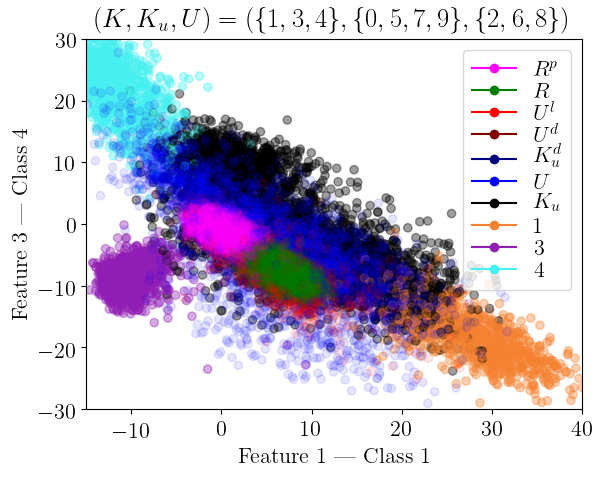 (K, K_u, U) = ({1, 3, 4}, {0, 5, 7, 9}, {2, 6, 8})
30
20
10
0
−10
−20
−30
Feature 3 — Class 4
R^p
R
U^l
U^d
K_u^d
U
K_u
1
3
4
−10
0
10
20
30
40
Feature 1 — Class 1